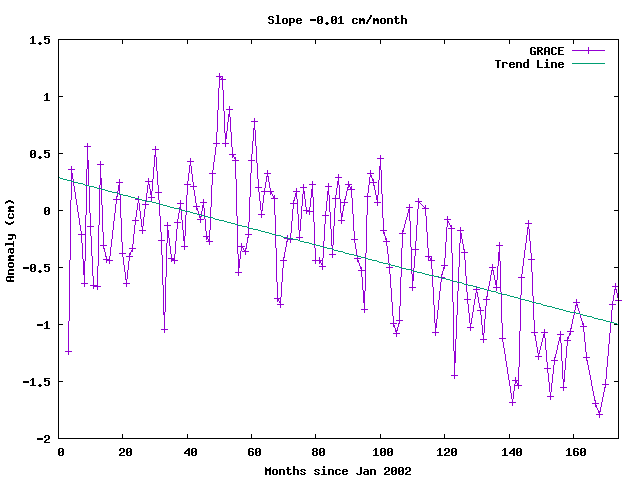 Slope -0.01 cm/month
GRACE
Trend Line
Anomaly (cm)
1.5
1
0.5
0
-0.5
-1
-1.5
-2
0 20 40 60 80 100 120 140 160
Months since Jan 2002